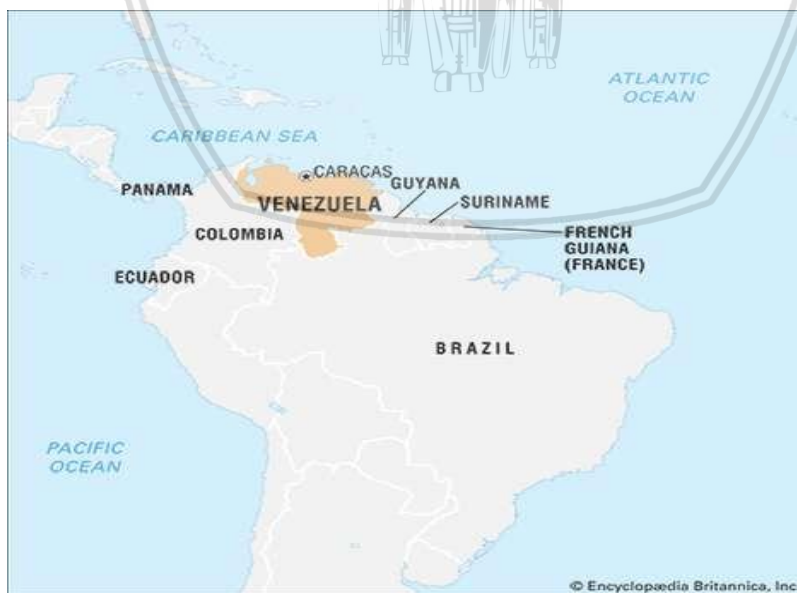 ATLANTIC
OCEAN
CARIBBEAN SEA
CARACAS
PANAMA
GUYANA
VENEZUELA
SURINAME
COLOMBIA
FRENCH
GUIANA
(FRANCE)
ECUADOR
BRAZIL
PACIFIC
OCEAN
© Encyclopædia Britannica, Inc